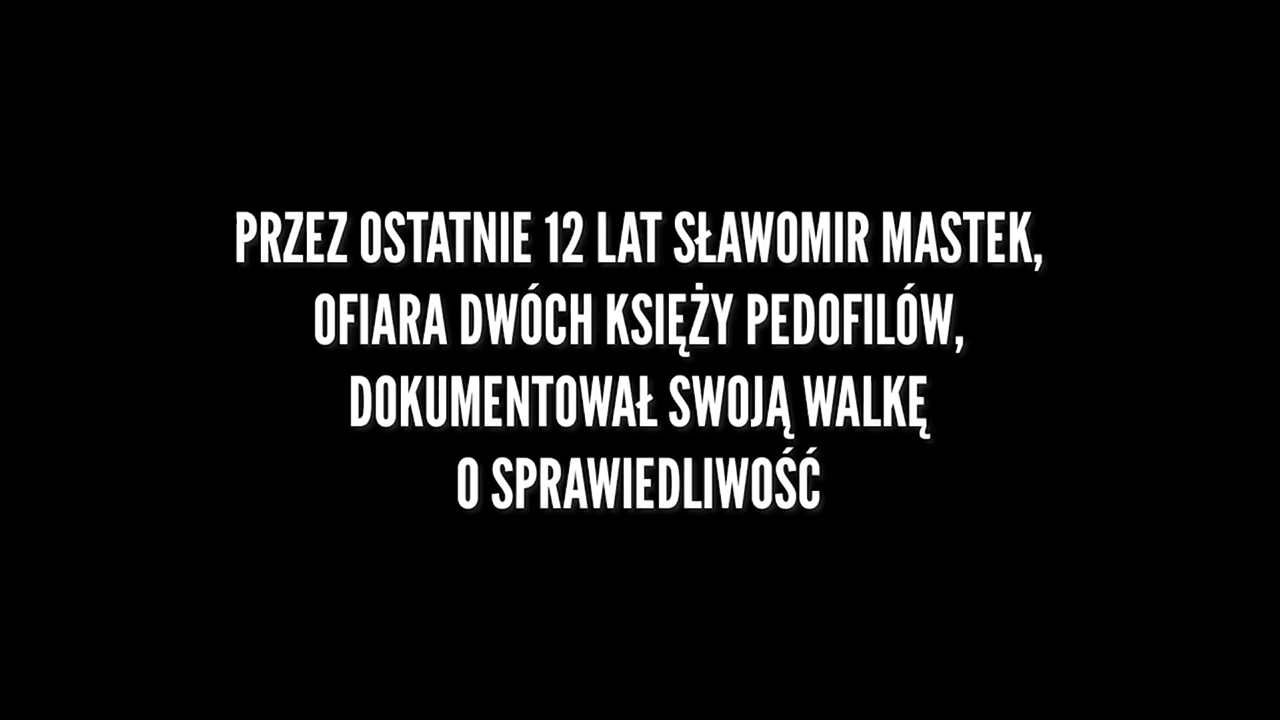 PRZEZ OSTATNIE 12 LAT SŁAWOMIR MASTEK,
OFIARA DWÓCH KSIĘŻY PEDOFILÓW,
DOKUMENTOWAŁ SWOJĄ WALKĘ
O SPRAWIEDLIWOŚĆ